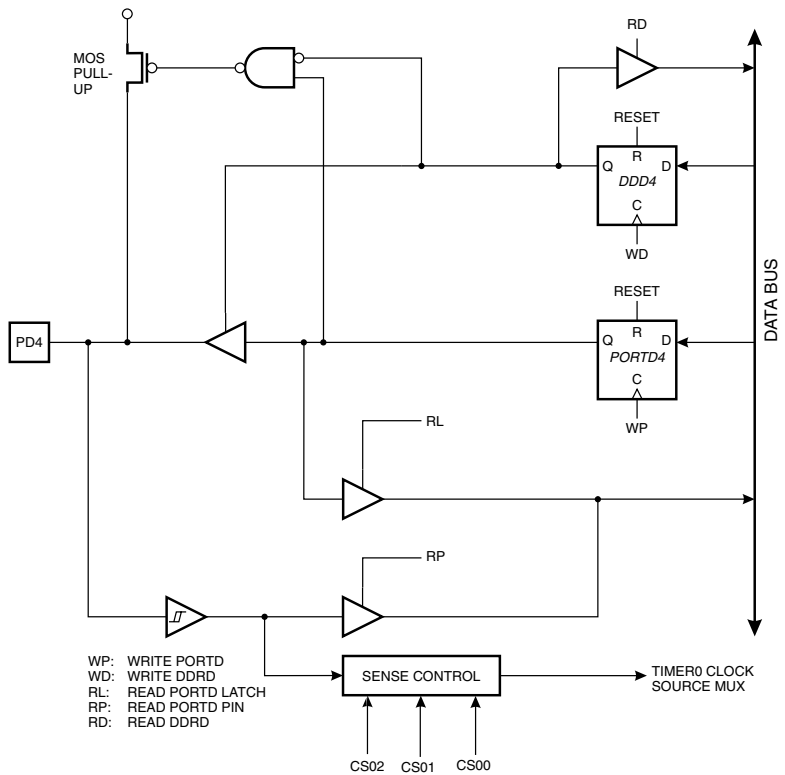 RD
MOS
PULL-
UP
RESET
R
Q
D
DDD4
C
WD
DATA BUS
RESET
R
PD4
Q
D
PORTD4
C
WP
RL
RP
WP: WRITE PORTD
WD: WRITE DDRD
RL: READ PORTD LATCH
RP: READ PORTD PIN
RD: READ DDRD
SENSE CONTROL
TIMER0 CLOCK
SOURCE MUX
CS02
CS01
CS00